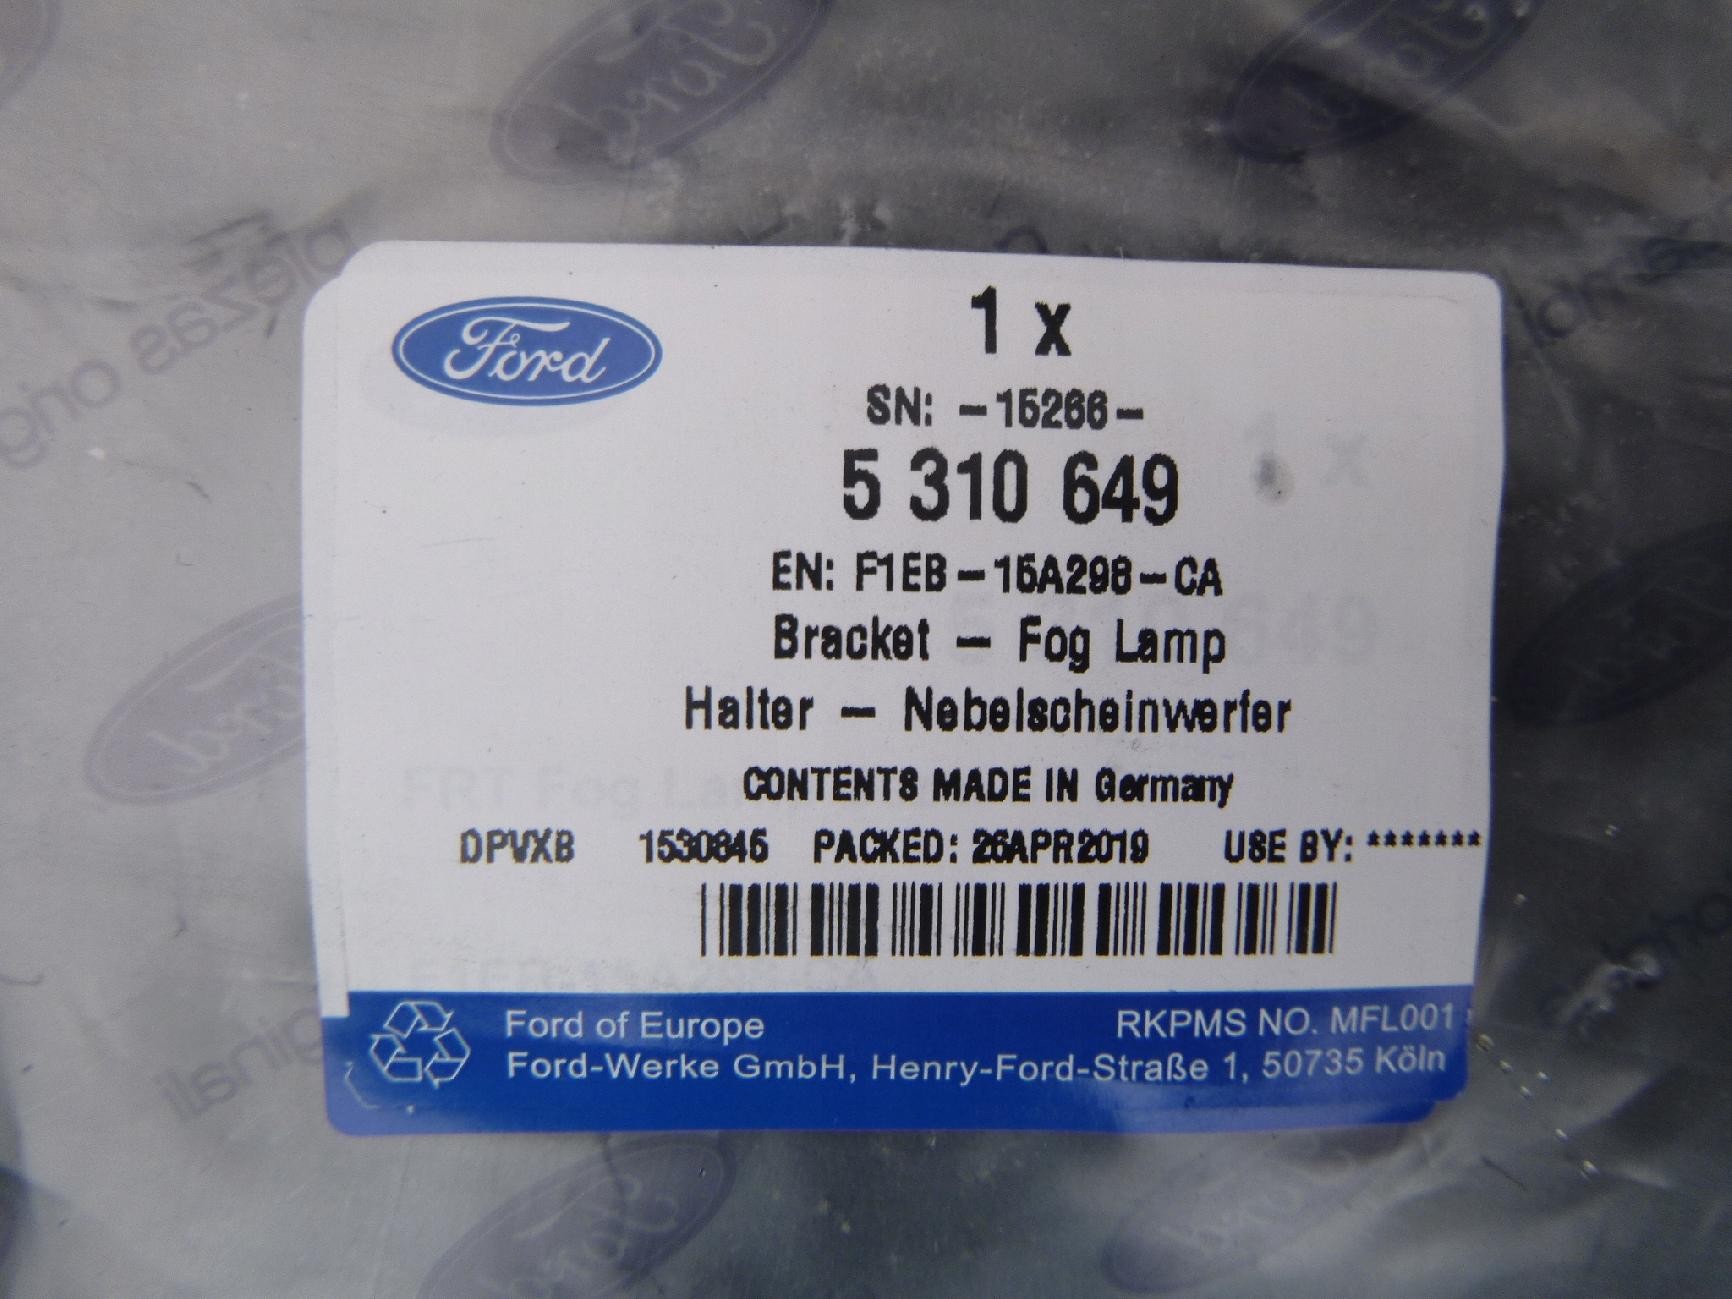 Ford
1 x
SN: -15266-
5 310 649
EN: F1EB-15A298-CA
Bracket - Fog Lamp
Halter - Nebelscheinwerfer
CONTENTS MADE IN Germany
DPVXB 1530845 PACKED: 26APR2019 USE BY: *******
Ford of Europe
RKPMS NO. MFL001
Ford-Werke GmbH, Henry-Ford-Straße 1, 50735 Köln